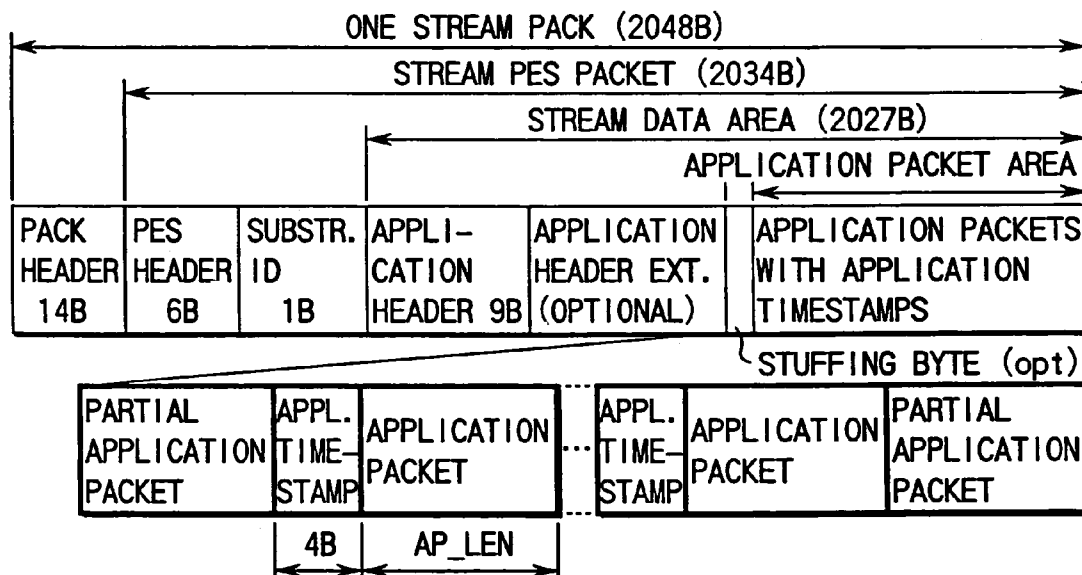 ONE STREAM PACK (2048B)
STREAM PES PACKET (2034B)
STREAM DATA AREA (2027B)
APPLICATION PACKET AREA
PACK
HEADER
14B
PES
HEADER
6B
SUBSTR.
ID
1B
APPLI-
CATION
HEADER 9B
APPLICATION
HEADER EXT.
(OPTIONAL)
APPLICATION PACKETS
WITH APPLICATION
TIMESTAMPS
STUFFING BYTE (opt)
PARTIAL
APPLICATION
PACKET
APPL.
TIME-
STAMP
APPLICATION
PACKET
APPL.
TIME-
STAMP
APPLICATION
PACKET
PARTIAL
APPLICATION
PACKET
4B
AP_LEN